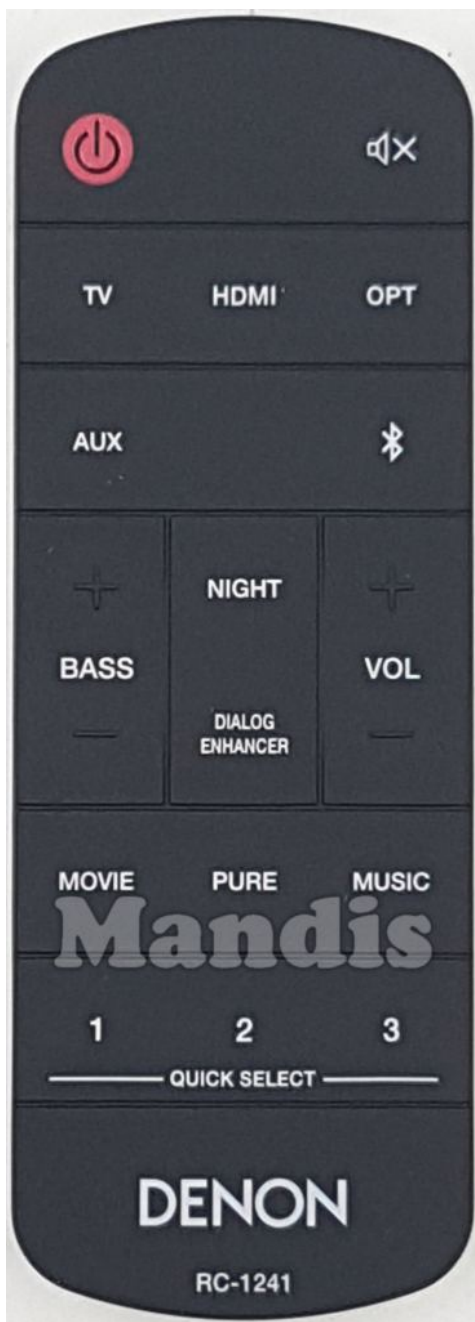 TV HDMI OPT
AUX
NIGHT
BASS VOL
DIALOG
ENHANCER
MOVIE PURE MUSIC
Mandis
1 2 3
QUICK SELECT
DENON
RC-1241